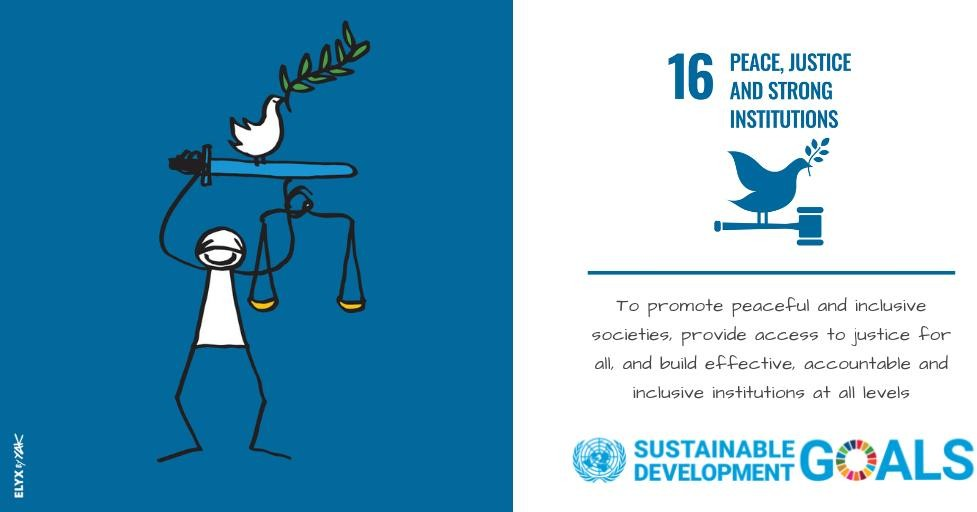 ELYX by YAK
16
PEACE, JUSTICE
AND STRONG
INSTITUTIONS
To promote peaceful and inclusive
societies, provide access to justice for
all, and build effective, accountable and
inclusive institutions at all levels
SUSTAINABLE
DEVELOPMENT
GOALS